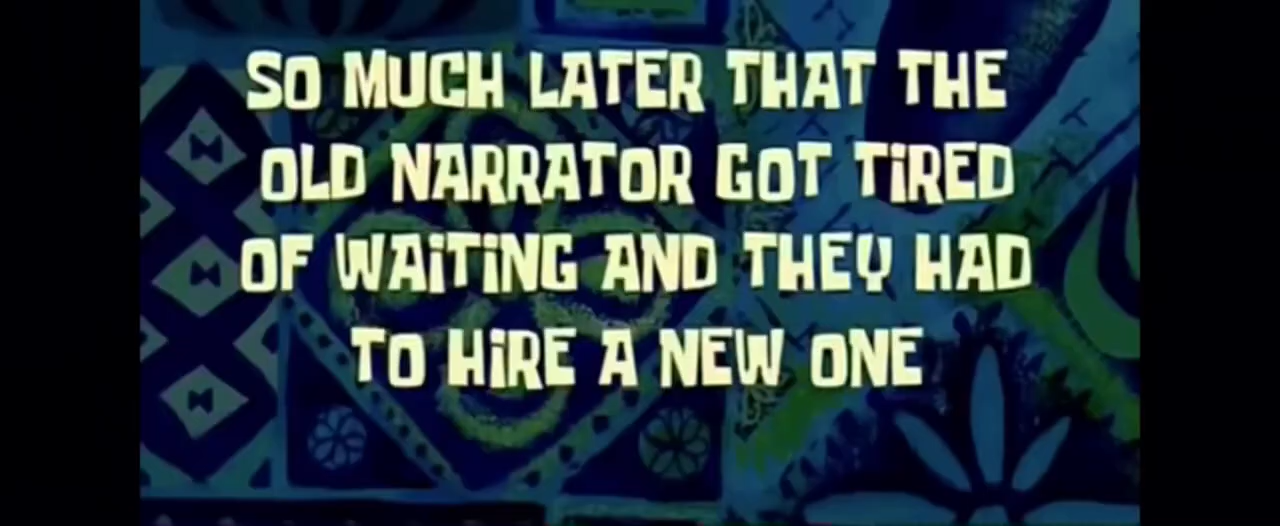 SO MUCH LATER THAT THE
OLD NARRATOR GOT TiRED
OF WAiTiNG AND THEY HAD
TO HiRE A NEW ONE